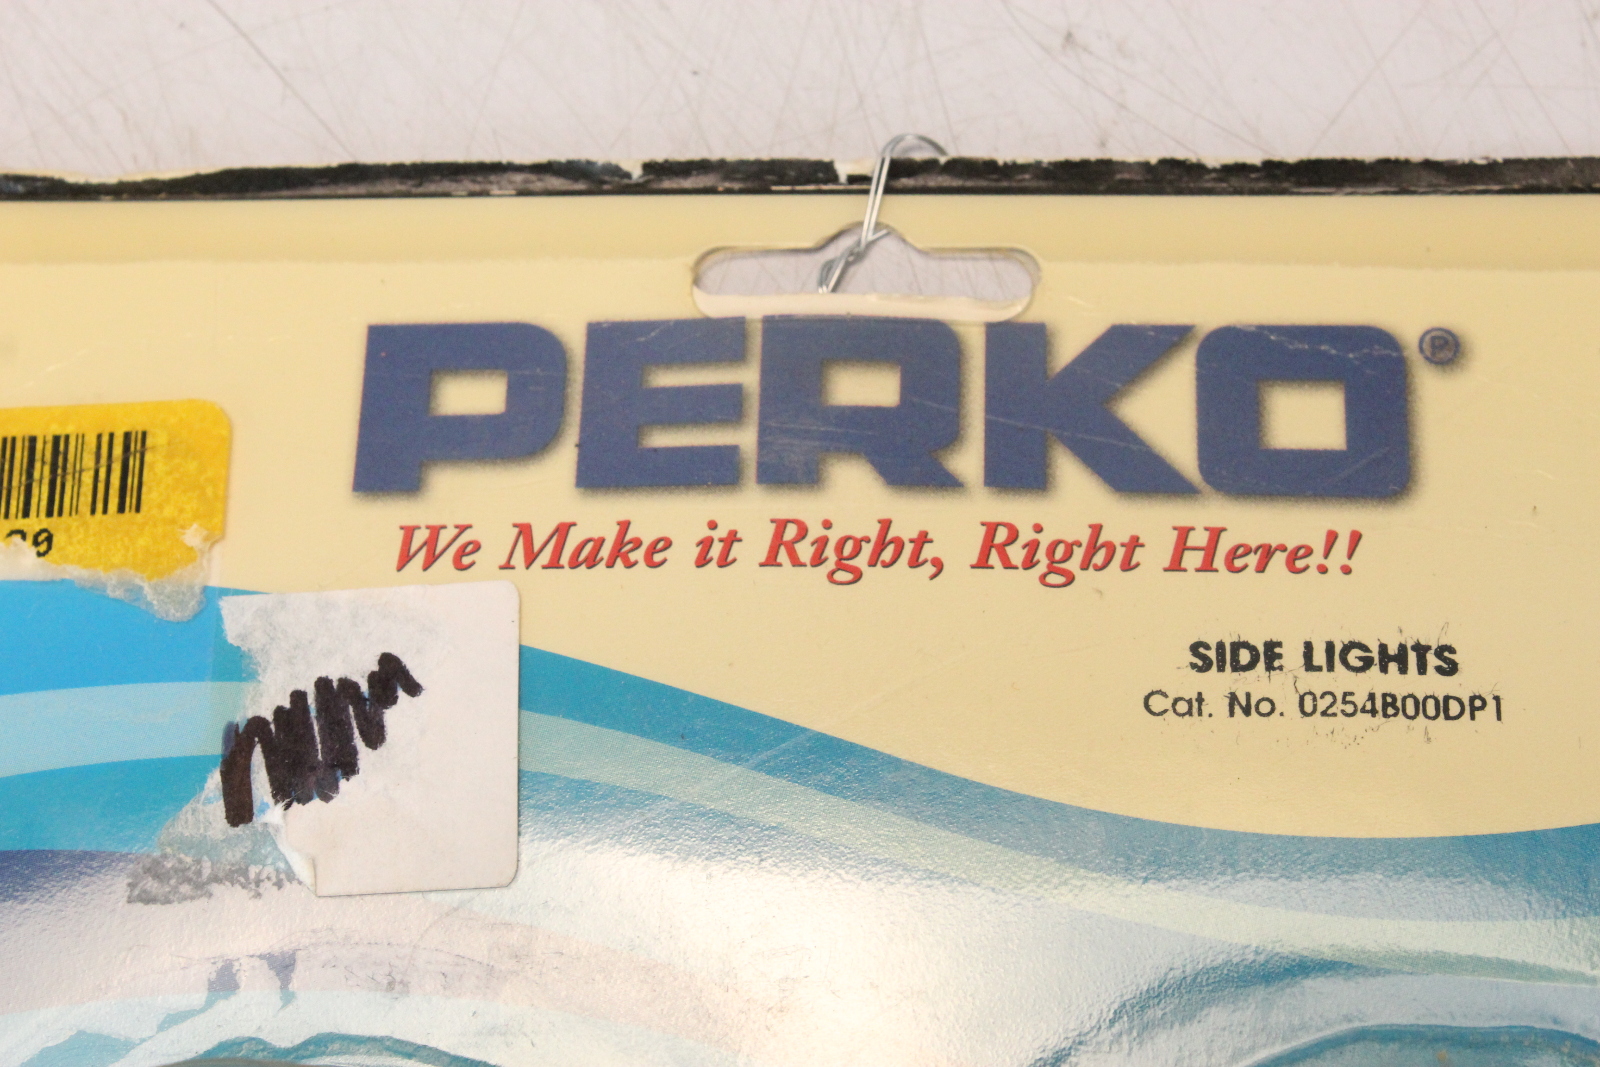 PERKO®
We Make it Right, Right Here!!
SIDE LIGHTS
Cat. No. 0254B00DP1